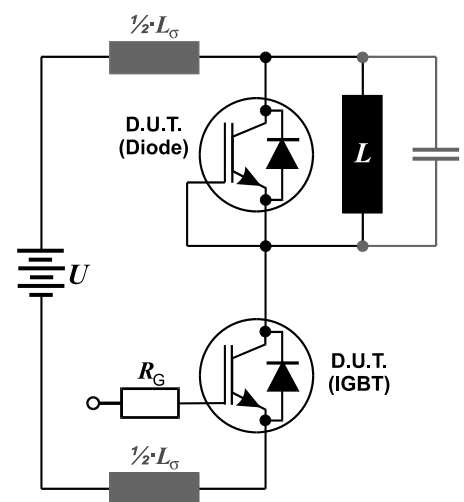 ½·Lσ
D.U.T.
(Diode)
L
U
RG
D.U.T.
(IGBT)
½·Lσ